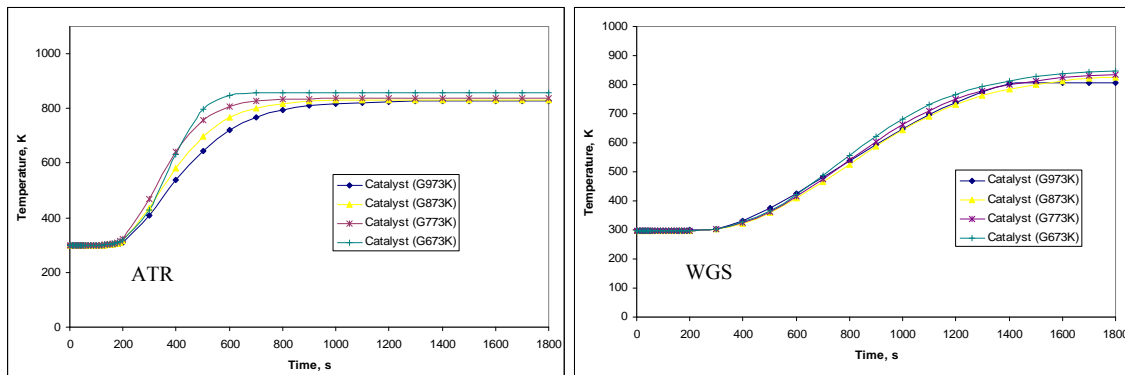 1000
800
600
400
200
0
Temperature, K
0 200 400 600 800 1000 1200 1400 1600 1800
Time, s
Catalyst (G973K)
Catalyst (G873K)
Catalyst (G773K)
Catalyst (G673K)
ATR
1000
900
800
700
600
500
400
300
200
100
0
Temperature, K
0 200 400 600 800 1000 1200 1400 1600 1800
Time, s
Catalyst (G973K)
Catalyst (G873K)
Catalyst (G773K)
Catalyst (G673K)
WGS